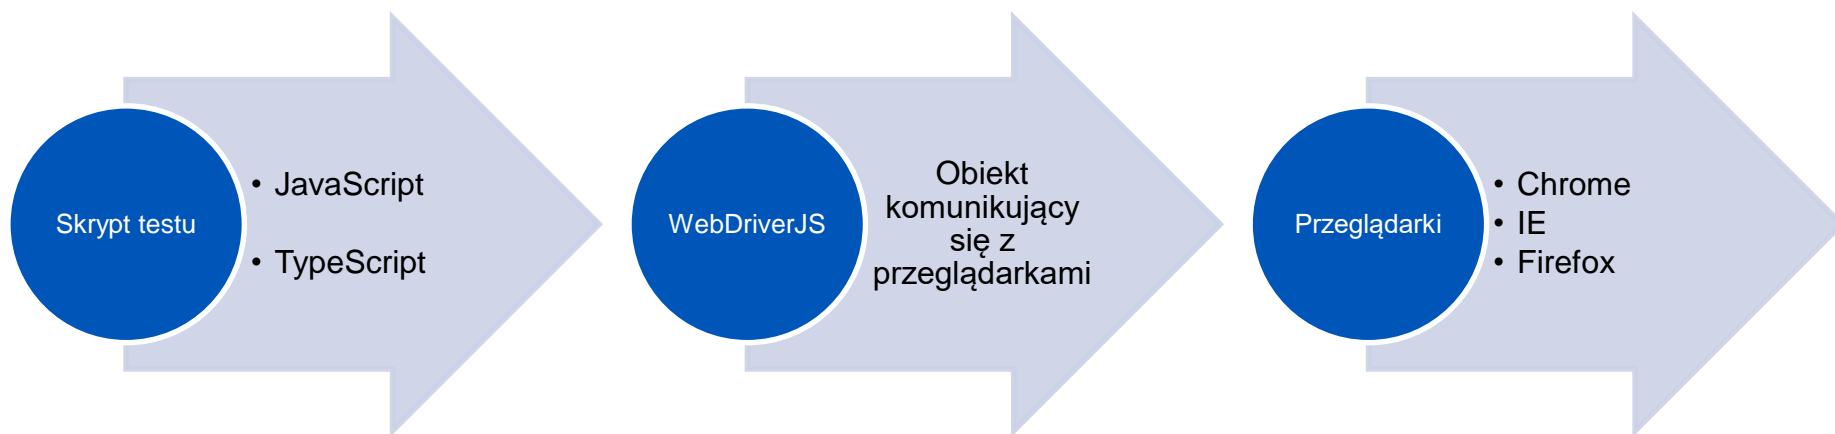 Skrypt testu
• JavaScript
• TypeScript
WebDriverJS
Obiekt
komunikujący
się z
przeglądarkami
Przeglądarki
• Chrome
• IE
• Firefox